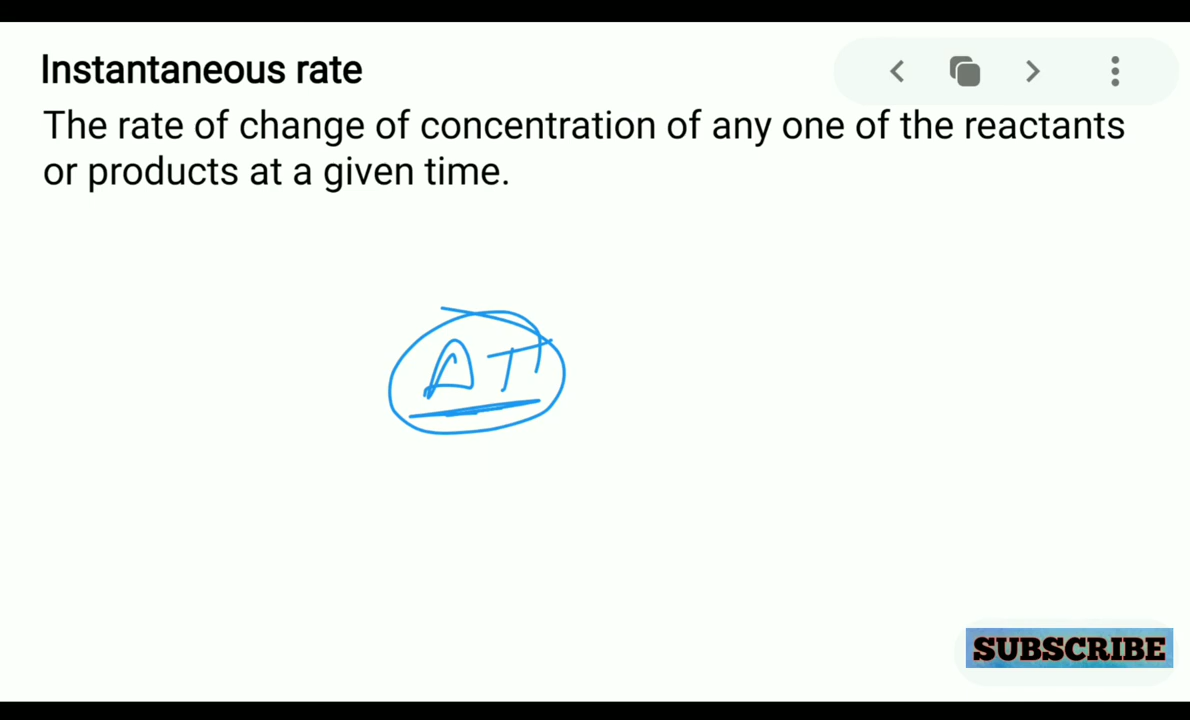 Instantaneous rate
The rate of change of concentration of any one of the reactants
or products at a given time.
ΔT
SUBSCRIBE